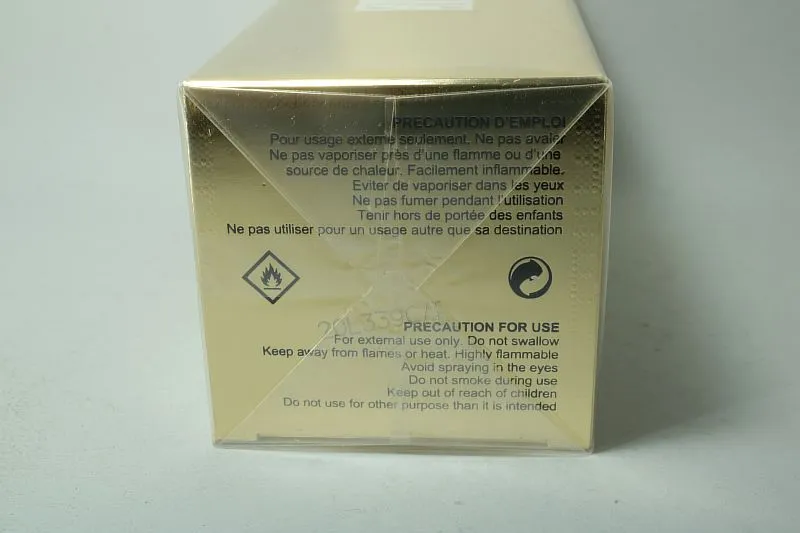 PRECAUTION D'EMPLOI
Pour usage externe seulement. Ne pas avaler
Ne pas vaporiser près d'une flamme ou d'une
source de chaleur. Facilement inflammable.
Eviter de vaporiser dans les yeux
Ne pas fumer pendant l'utilisation
Tenir hors de portée des enfants
Ne pas utiliser pour un usage autre que sa destination
PRECAUTION FOR USE
For external use only. Do not swallow
Keep away from flames or heat. Highly flammable
Avoid spraying in the eyes
Do not smoke during use
Keep out of reach of children
Do not use for other purpose than it is intended